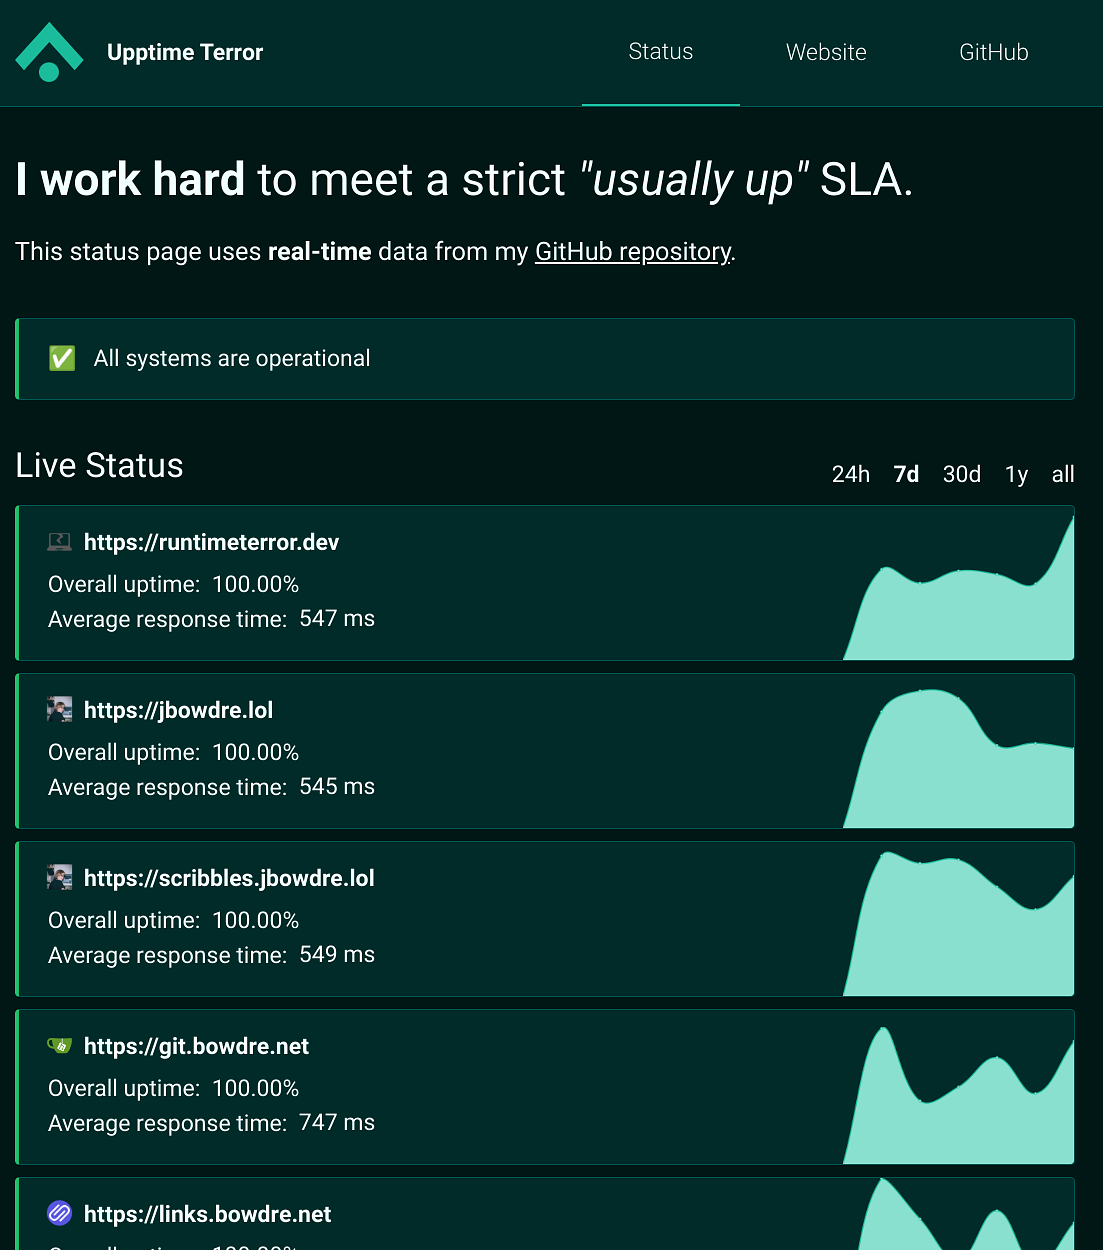 Upptime Terror
Status
Website
GitHub
I work hard to meet a strict "usually up" SLA.
This status page uses real-time data from my GitHub repository.
✅ All systems are operational
Live Status
24h 7d 30d 1y all
https://runtimeterror.dev
Overall uptime: 100.00%
Average response time: 547 ms
https://jbowdre.lol
Overall uptime: 100.00%
Average response time: 545 ms
https://scribbles.jbowdre.lol
Overall uptime: 100.00%
Average response time: 549 ms
https://git.bowdre.net
Overall uptime: 100.00%
Average response time: 747 ms
https://links.bowdre.net